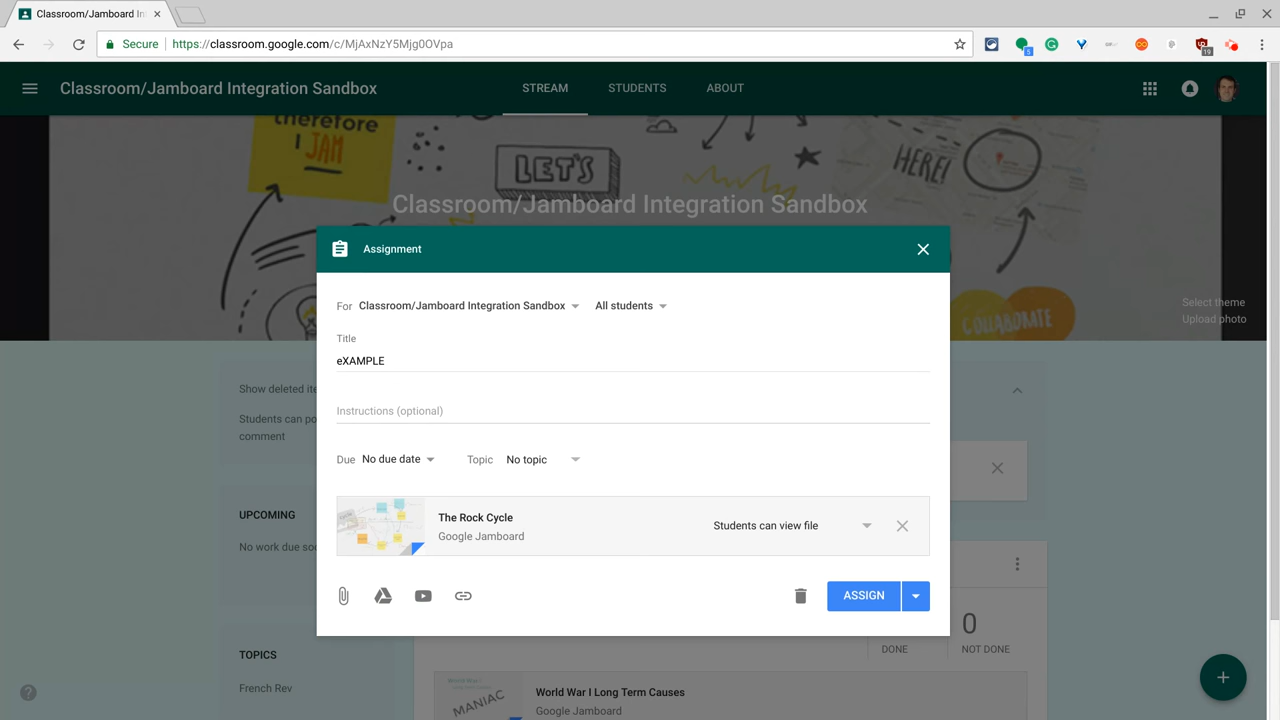 Classroom/Jamboard In
Secure https://classroom.google.com/c/MjAxNzY5Mjg0OVpa
5
19
Classroom/Jamboard Integration Sandbox
STREAM STUDENTS ABOUT
therefore
I JAM
LET'S
HERE!
Classroom/Jamboard Integration Sandbox
COLLABORATE
Select theme
Upload photo
Assignment
For Classroom/Jamboard Integration Sandbox All students
Title
eXAMPLE
Instructions (optional)
Due No due date Topic No topic
The Rock Cycle
Google Jamboard
Students can view file
ASSIGN
Show deleted ite
Students can po
comment
UPCOMING
No work due soo
TOPICS
French Rev
0
DONE NOT DONE
MANIAC
World War I Long Term Causes
Google Jamboard